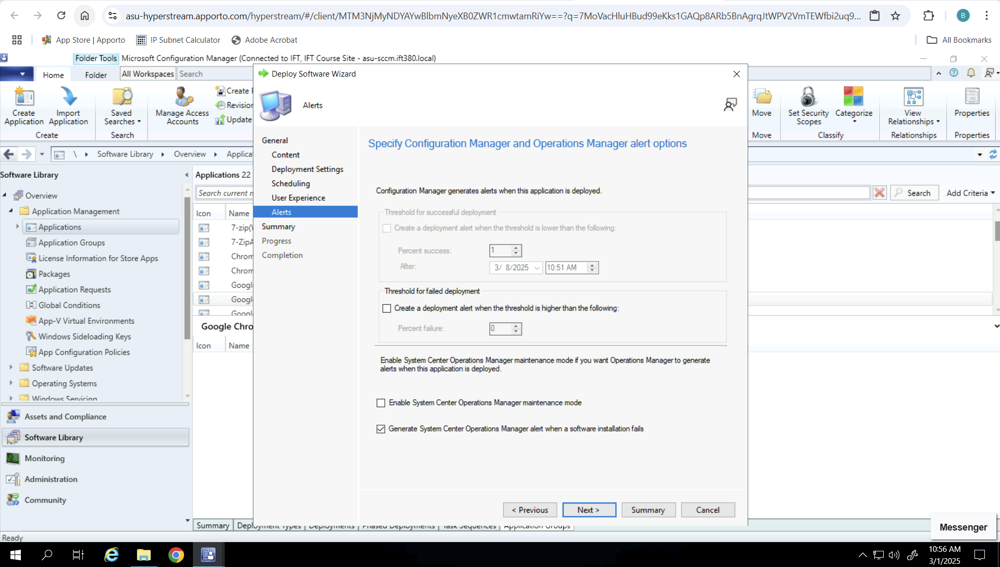 asu-hyperstream.apporto.com/hyperstream/#/client/MTM3NjMyNDYAYwBlbmNyeXB0ZWR1cmwtamRiYw==?q=7MoVacHluHBud99eKks1GAQp8ARb5BnAgrqJtWPV2VmTEWfbi2uq9...
B
App Store | Apporto
IP Subnet Calculator
Adobe Acrobat
All Bookmarks
Folder Tools
Microsoft Configuration Manager (Connected to IFT, IFT Course Site - asu-sccm.ift380.local)
Home
Folder
All Workspaces
Search
Create Application
Import Application
Create
Saved Searches
Search
Manage Access Accounts
Create
Revision
Update
Move
Move
Set Security Scopes
Categorize
Classify
View Relationships
Relationships
Properties
Properties
\ Software Library Overview Applica
Software Library
Overview
Application Management
Applications
Application Groups
License Information for Store Apps
Packages
Application Requests
Global Conditions
App-V Virtual Environments
Windows Sideloading Keys
App Configuration Policies
Software Updates
Operating Systems
Windows Servicing
Assets and Compliance
Software Library
Monitoring
Administration
Community
Applications 22
Search current n
Search
Add Criteria
Icon Name
7-zip(
7-ZipA
Chrom
Chrom
Googl
Googl
Googl
Google Chro
Icon Name
Deploy Software Wizard
Alerts
General
Content
Deployment Settings
Scheduling
User Experience
Alerts
Summary
Progress
Completion
Specify Configuration Manager and Operations Manager alert options
Configuration Manager generates alerts when this application is deployed.
Threshold for successful deployment
Create a deployment alert when the threshold is lower than the following:
Percent success: 1
After: 3/ 8/2025 10:51 AM
Threshold for failed deployment
Create a deployment alert when the threshold is higher than the following:
Percent failure: 0
Enable System Center Operations Manager maintenance mode if you want Operations Manager to generate
alerts when this application is deployed.
Enable System Center Operations Manager maintenance mode
Generate System Center Operations Manager alert when a software installation fails
< Previous
Next >
Summary
Cancel
Summary Deployment Types Deployments Phased Deployments Task Sequences Application Groups
Messenger
Ready
10:56 AM
3/1/2025